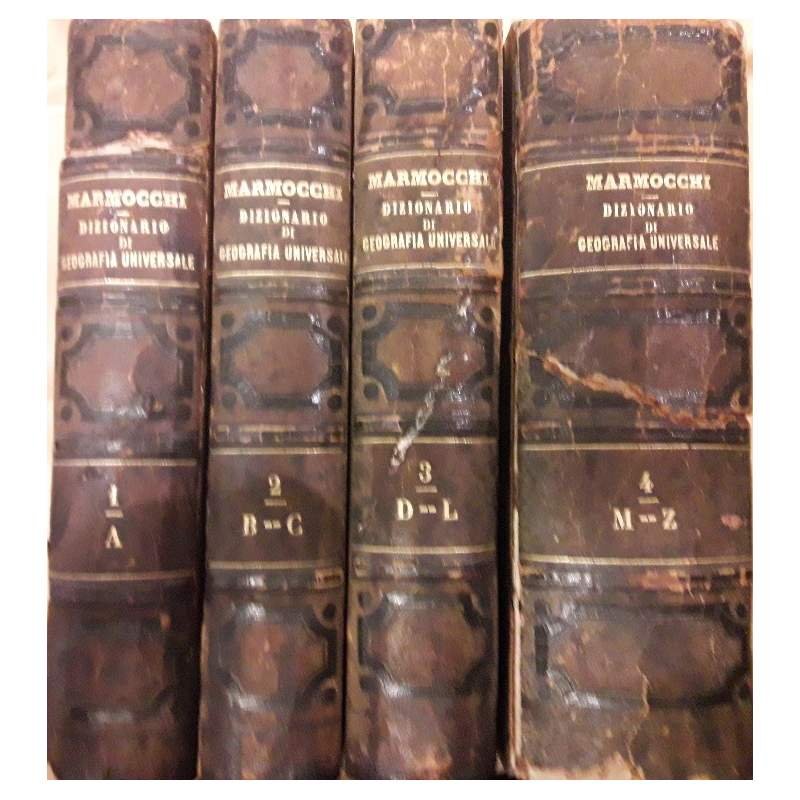 MARMOCCHI
DIZIONARIO
DI
GEOGRAFIA UNIVERSALE
1
A
MARMOCCHI
DIZIONARIO
DI
GEOGRAFIA UNIVERSALE
2
B--C
MARMOCCHI
DIZIONARIO
DI
GEOGRAFIA UNIVERSALE
3
D--L
MARMOCCHI
DIZIONARIO
DI
GEOGRAFIA UNIVERSALE
4
M--Z